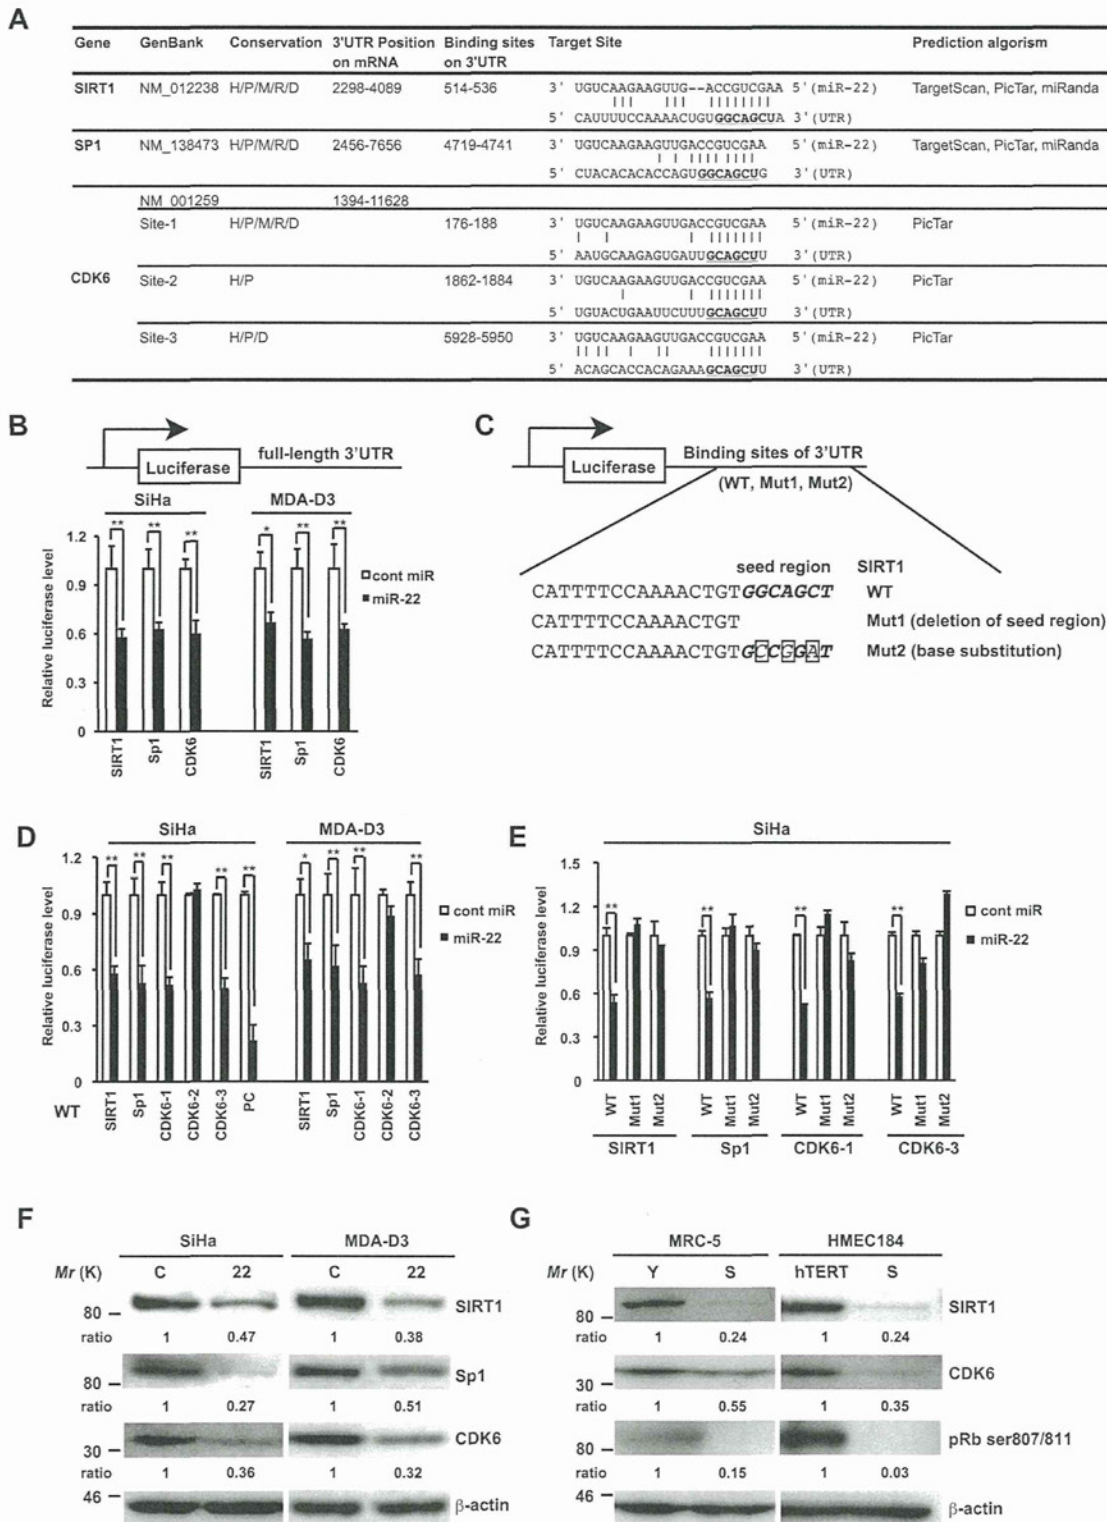 A
Gene GenBank Conservation 3'UTR Position on mRNA Binding sites on 3'UTR Target Site Prediction algorism
SIRT1 NM_012238 H/P/M/R/D 2298-4089 514-536 3' UGUCAAGAAGUUG--ACCGUCGAA 5'(miR-22) TargetScan, PicTar, miRanda
5' CAUUUUCCAAAACUGUGGCAGCUA 3'(UTR)
SP1 NM_138473 H/P/M/R/D 2456-7656 4719-4741 3' UGUCAAGAAGUUGACCGUCGAA 5'(miR-22) TargetScan, PicTar, miRanda
5' CUACACACACCAGUGGCAGCUG 3'(UTR)
NM_001259 1394-11628
Site-1 H/P/M/R/D 176-188 3' UGUCAAGAAGUUGACCGUCGAA 5'(miR-22) PicTar
5' AAUGCAAGAGUGAUUGCAGCUU 3'(UTR)
CDK6 Site-2 H/P 1862-1884 3' UGUCAAGAAGUUGACCGUCGAA 5'(miR-22) PicTar
5' UGUACUGAAUUCUUUGCAGCUU 3'(UTR)
Site-3 H/P/D 5928-5950 3' UGUCAAGAAGUUGACCGUCGAA 5'(miR-22) PicTar
5' ACAGCACCACAGAAAGCAGCUU 3'(UTR)
B
Luciferase
full-length 3'UTR
SiHa MDA-D3
Relative luciferase level
1.2
0.9
0.6
0.3
0
** ** ** * ** **
cont miR
miR-22
SIRT1 Sp1 CDK6 SIRT1 Sp1 CDK6
C
Luciferase
Binding sites of 3'UTR
(WT, Mut1, Mut2)
seed region SIRT1
CATTTTCCAAAACTGTGGCAGCT WT
CATTTTCCAAAACTGT Mut1 (deletion of seed region)
CATTTTCCAAAACTGTGCCGGAT Mut2 (base substitution)
D
SiHa MDA-D3
Relative luciferase level
1.2
0.9
0.6
0.3
0
** ** ** ** ** * ** ** **
cont miR
miR-22
WT SIRT1 Sp1 CDK6-1 CDK6-2 CDK6-3 PC SIRT1 Sp1 CDK6-1 CDK6-2 CDK6-3
E
SiHa
Relative luciferase level
1.5
1.2
0.9
0.6
0.3
0
** ** ** **
cont miR
miR-22
WT Mut1 Mut2 WT Mut1 Mut2 WT Mut1 Mut2 WT Mut1 Mut2
SIRT1 Sp1 CDK6-1 CDK6-3
F
SiHa MDA-D3
Mr (K) C 22 C 22
80 SIRT1
ratio 1 0.47 1 0.38
80 Sp1
ratio 1 0.27 1 0.51
30 CDK6
ratio 1 0.36 1 0.32
46 β-actin
G
MRC-5 HMEC184
Mr (K) Y S hTERT S
80 SIRT1
ratio 1 0.24 1 0.24
30 CDK6
ratio 1 0.55 1 0.35
80 pRb ser807/811
ratio 1 0.15 1 0.03
46 β-actin